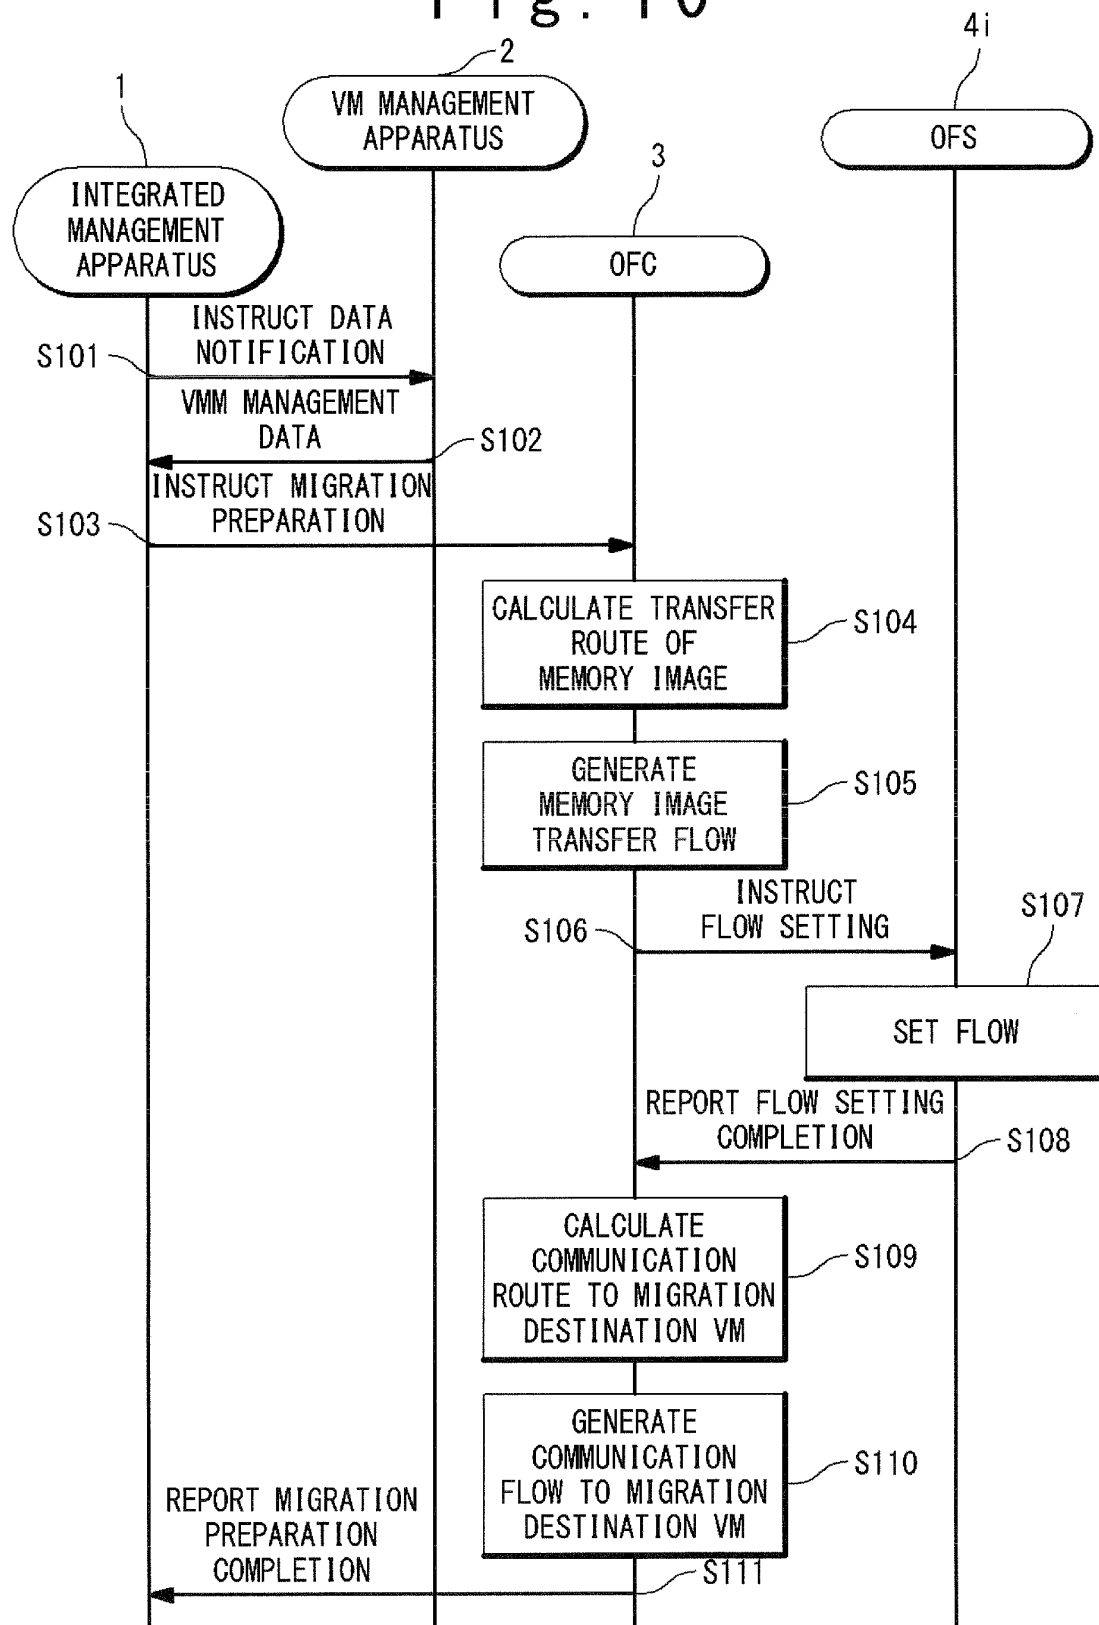 Fig. 10
4i
2
1
VM MANAGEMENT
APPARATUS
OFS
3
INTEGRATED
MANAGEMENT
APPARATUS
OFC
INSTRUCT DATA
NOTIFICATION
S101
VMM MANAGEMENT
DATA
S102
INSTRUCT MIGRATION
PREPARATION
S103
CALCULATE TRANSFER
ROUTE OF
MEMORY IMAGE
S104
GENERATE
MEMORY IMAGE
TRANSFER FLOW
S105
INSTRUCT
FLOW SETTING
S106
S107
SET FLOW
REPORT FLOW SETTING
COMPLETION
S108
CALCULATE
COMMUNICATION
ROUTE TO MIGRATION
DESTINATION VM
S109
GENERATE
COMMUNICATION
FLOW TO MIGRATION
DESTINATION VM
S110
REPORT MIGRATION
PREPARATION
COMPLETION
S111